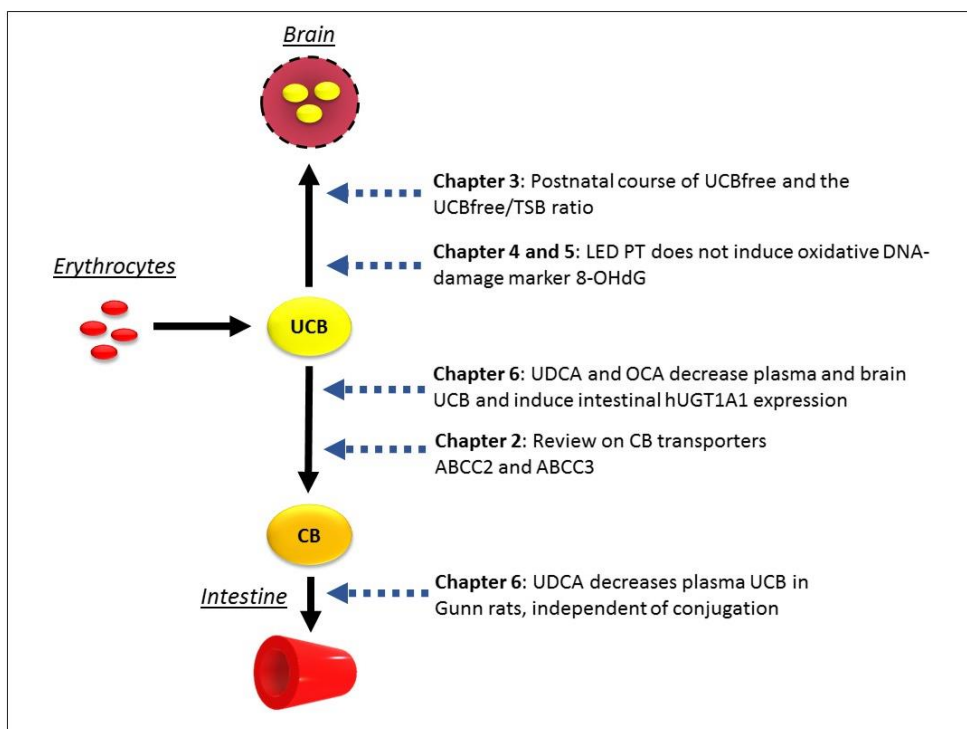 Brain
Chapter 3: Postnatal course of UCBfree and the
UCBfree/TSB ratio
Chapter 4 and 5: LED PT does not induce oxidative DNA-
damage marker 8-OHdG
Erythrocytes
UCB
Chapter 6: UDCA and OCA decrease plasma and brain
UCB and induce intestinal hUGT1A1 expression
Chapter 2: Review on CB transporters
ABCC2 and ABCC3
CB
Chapter 6: UDCA decreases plasma UCB in
Gunn rats, independent of conjugation
Intestine